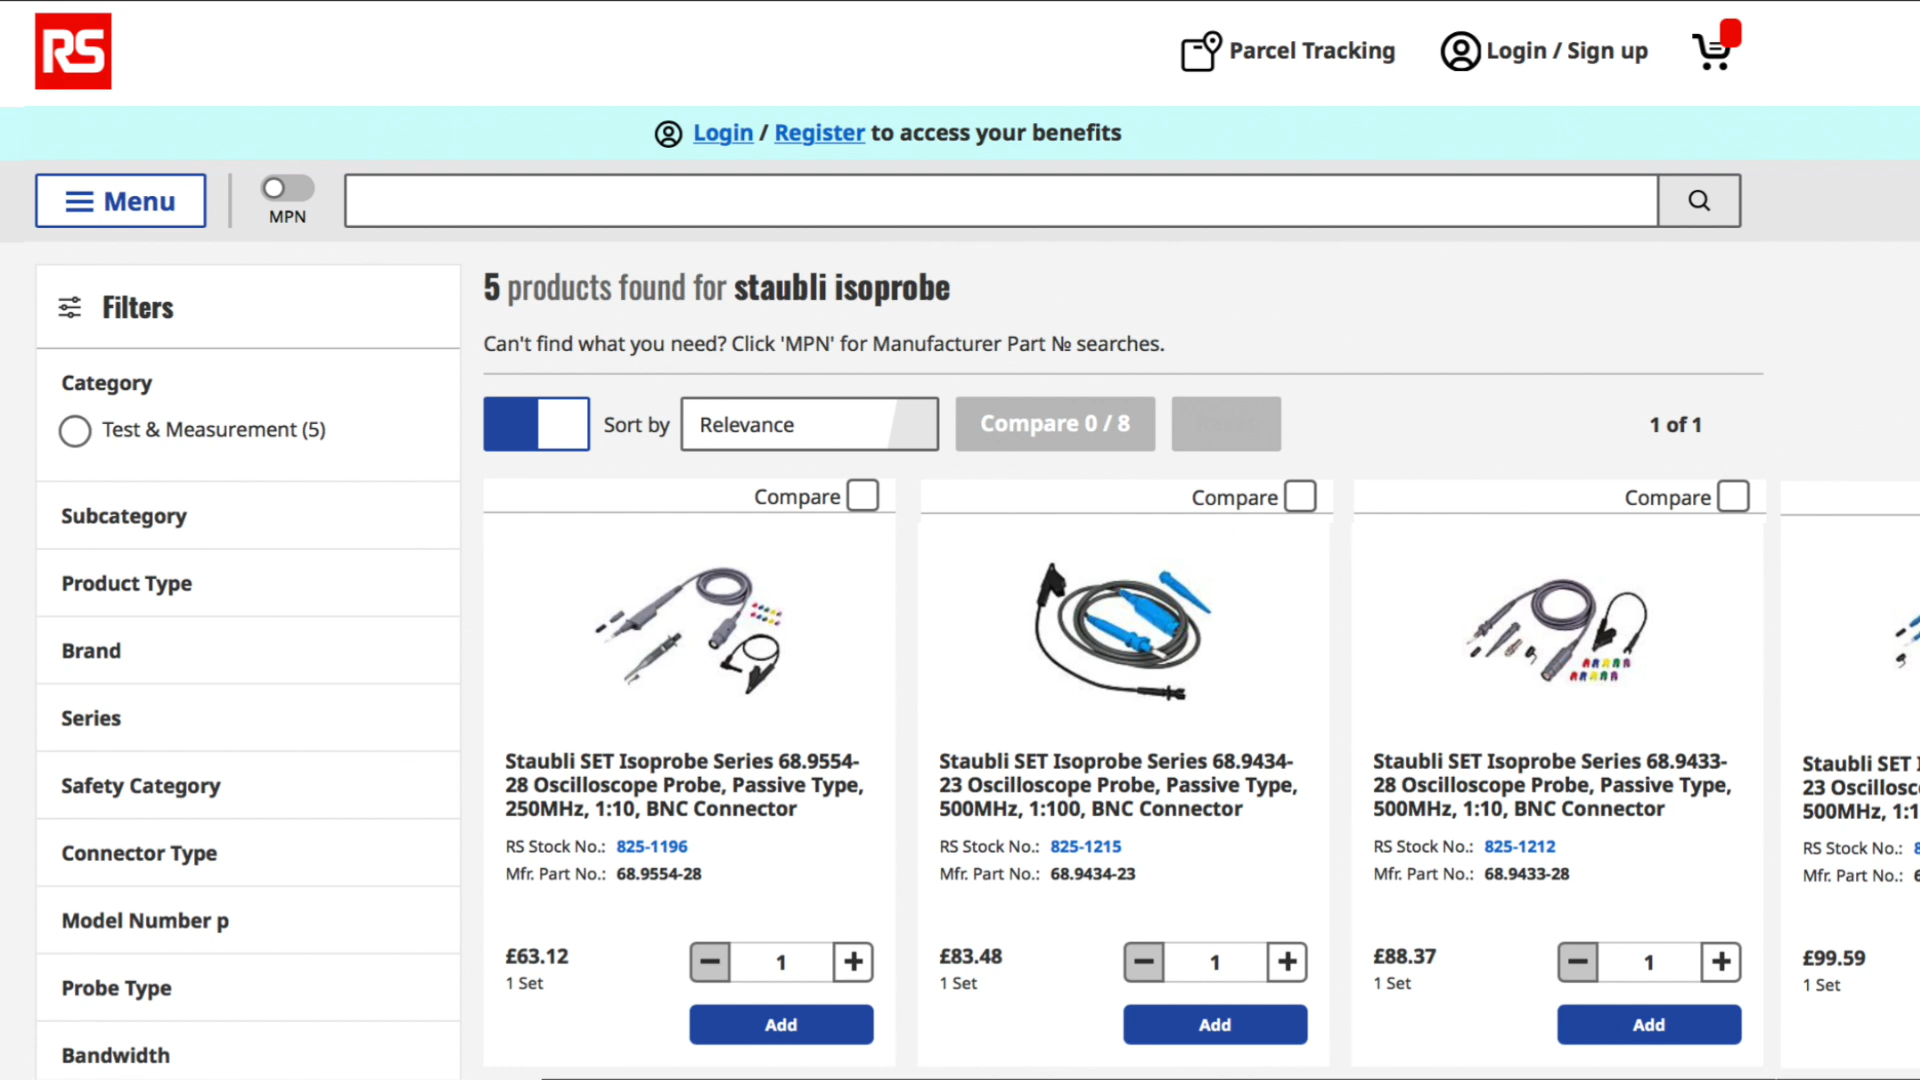 RS
Parcel Tracking
Login / Sign up
Login / Register to access your benefits
Menu
MPN
Filters
5 products found for staubli isoprobe
Can't find what you need? Click 'MPN' for Manufacturer Part № searches.
Category
Test & Measurement (5)
Subcategory
Product Type
Brand
Series
Safety Category
Connector Type
Model Number p
Probe Type
Bandwidth
Sort by
Relevance
Compare 0 / 8
1 of 1
Compare
Staubli SET Isoprobe Series 68.9554-
28 Oscilloscope Probe, Passive Type,
250MHz, 1:10, BNC Connector
RS Stock No.: 825-1196
Mfr. Part No.: 68.9554-28
£63.12
1 Set
1
Add
Compare
Staubli SET Isoprobe Series 68.9434-
23 Oscilloscope Probe, Passive Type,
500MHz, 1:100, BNC Connector
RS Stock No.: 825-1215
Mfr. Part No.: 68.9434-23
£83.48
1 Set
1
Add
Compare
Staubli SET Isoprobe Series 68.9433-
28 Oscilloscope Probe, Passive Type,
500MHz, 1:10, BNC Connector
RS Stock No.: 825-1212
Mfr. Part No.: 68.9433-28
£88.37
1 Set
1
Add
Staubli SET
23
500MHz,
RS Stock No.:
Mfr. Part No.:
£99.59
1 Set